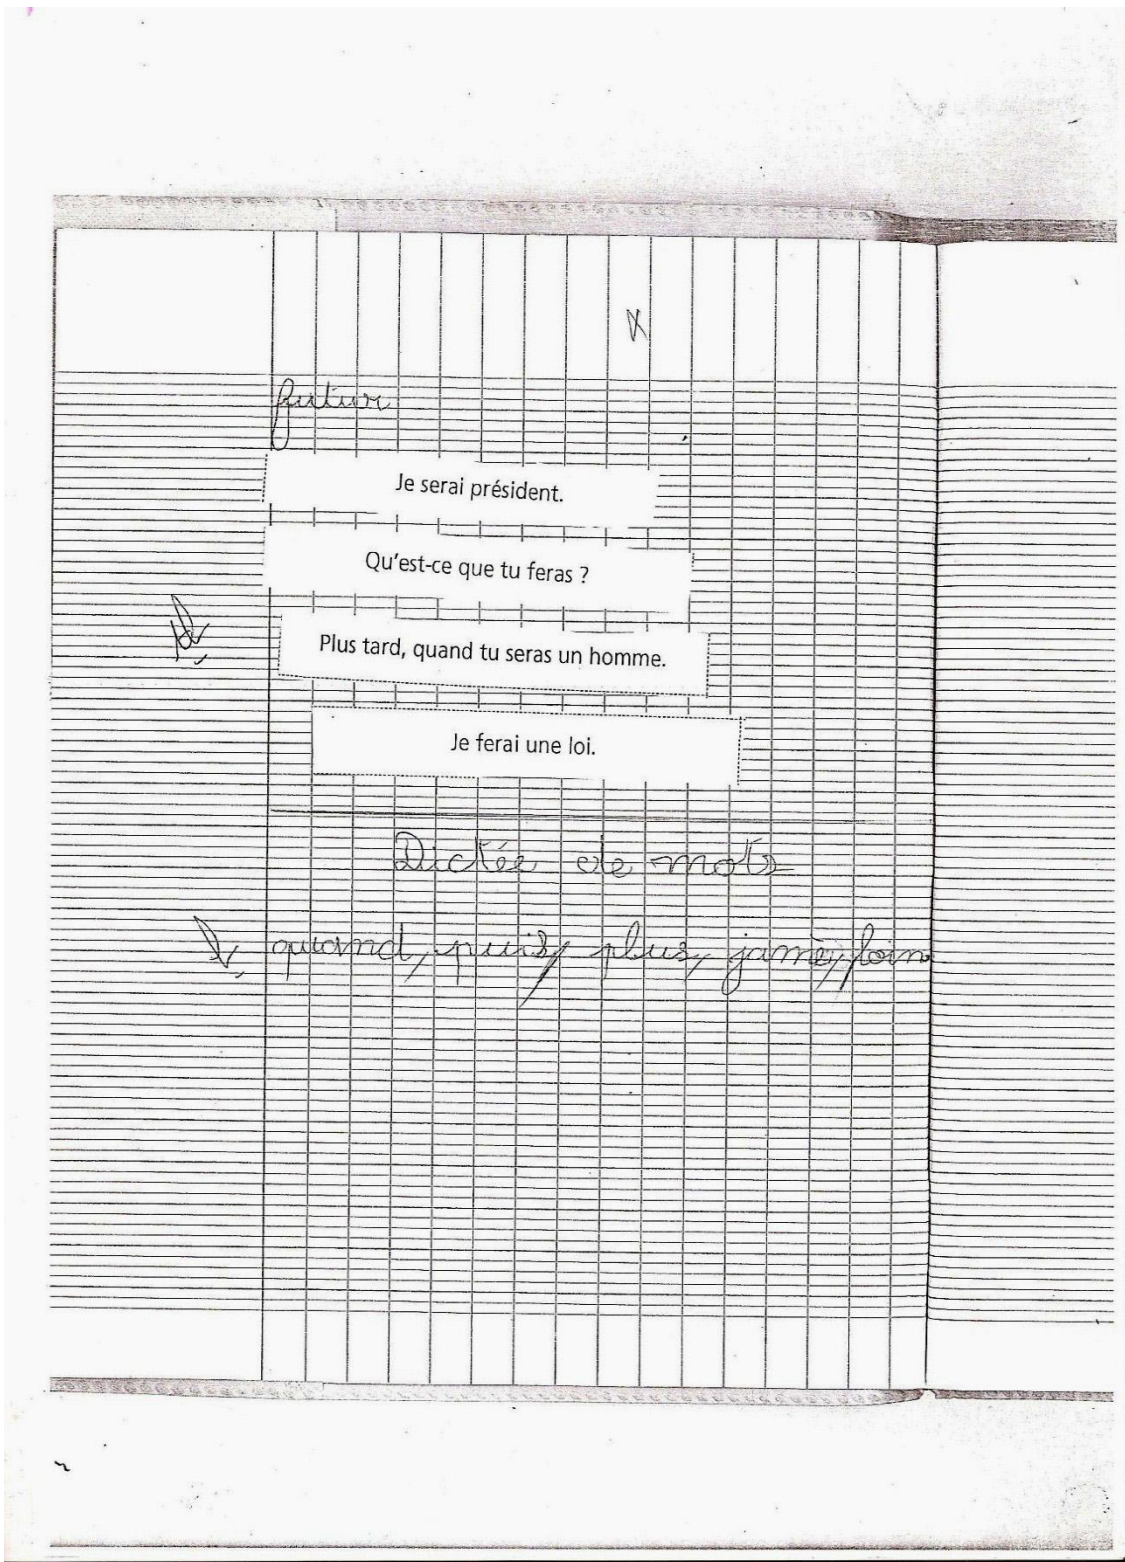 futur
Je serai président.
Qu'est-ce que tu feras ?
Plus tard, quand tu seras un homme.
Je ferai une loi.
Dictée de mots
quand, puis, plus, jamè, loin